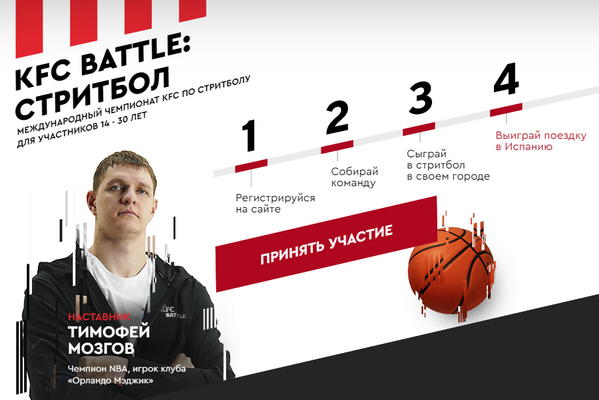 KFC BATTLE:
СТРИТБОЛ
МЕЖДУНАРОДНЫЙ ЧЕМПИОНАТ KFC ПО СТРИТБОЛУ
ДЛЯ УЧАСТНИКОВ 14 - 30 ЛЕТ
1
Регистрируйся
на сайте
2
Собирай
команду
3
Сыграй
в стритбол
в своем городе
4
Выиграй поездку
в Испанию
ПРИНЯТЬ УЧАСТИЕ
KFC
BATTLE
НАСТАВНИК
ТИМОФЕЙ
МОЗГОВ
Чемпион NBA, игрок клуба
«Орландо Мэджик»